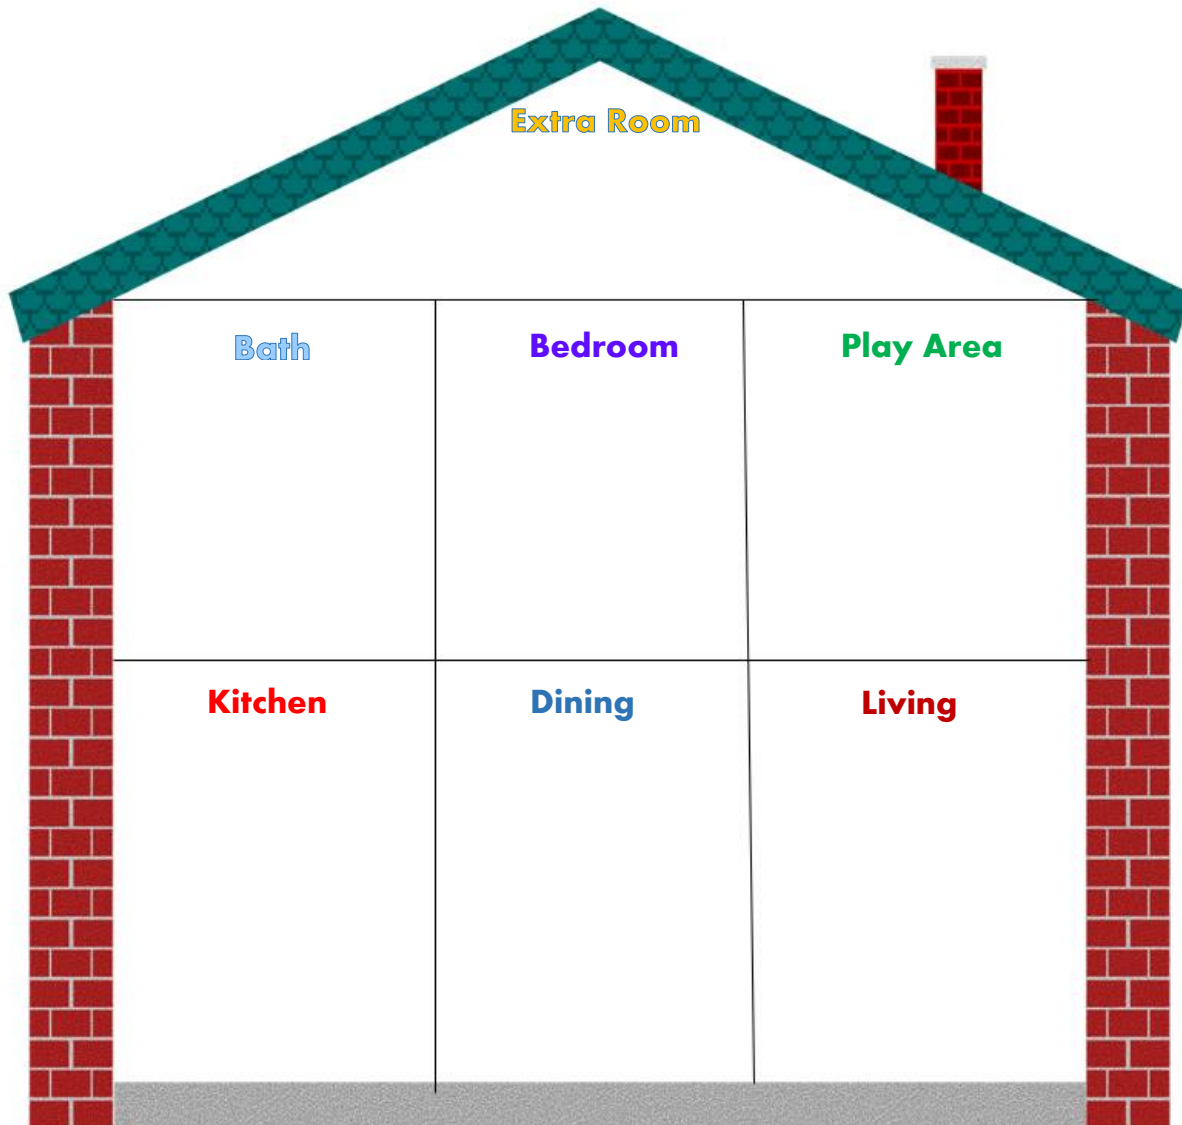 Extra Room
Bath
Bedroom
Play Area
Kitchen
Dining
Living